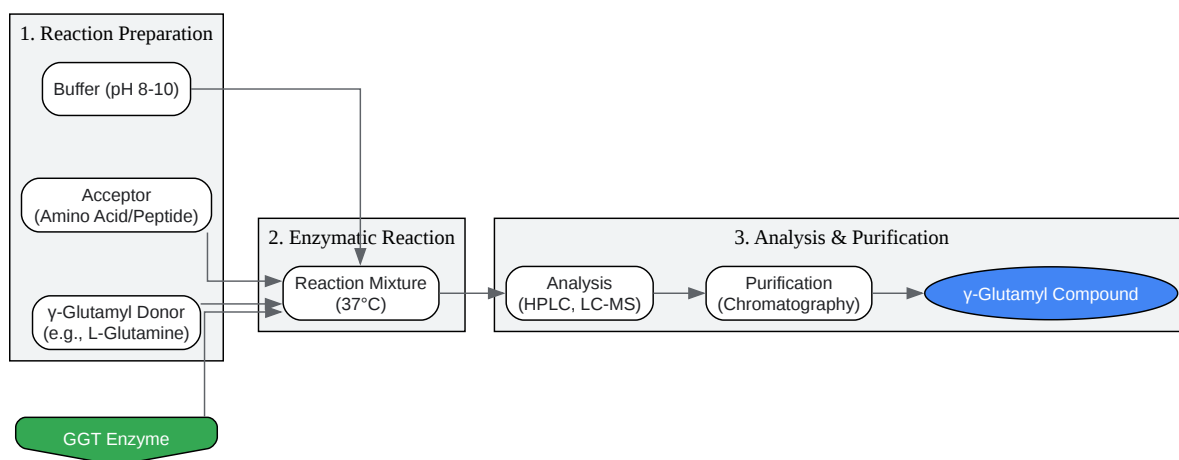 1. Reaction Preparation
Buffer (pH 8-10)
Acceptor
(Amino Acid/Peptide)
γ-Glutamyl Donor
(e.g., L-Glutamine)
GGT Enzyme
2. Enzymatic Reaction
Reaction Mixture
(37°C)
3. Analysis & Purification
Analysis
(HPLC, LC-MS)
Purification
(Chromatography)
γ-Glutamyl Compound